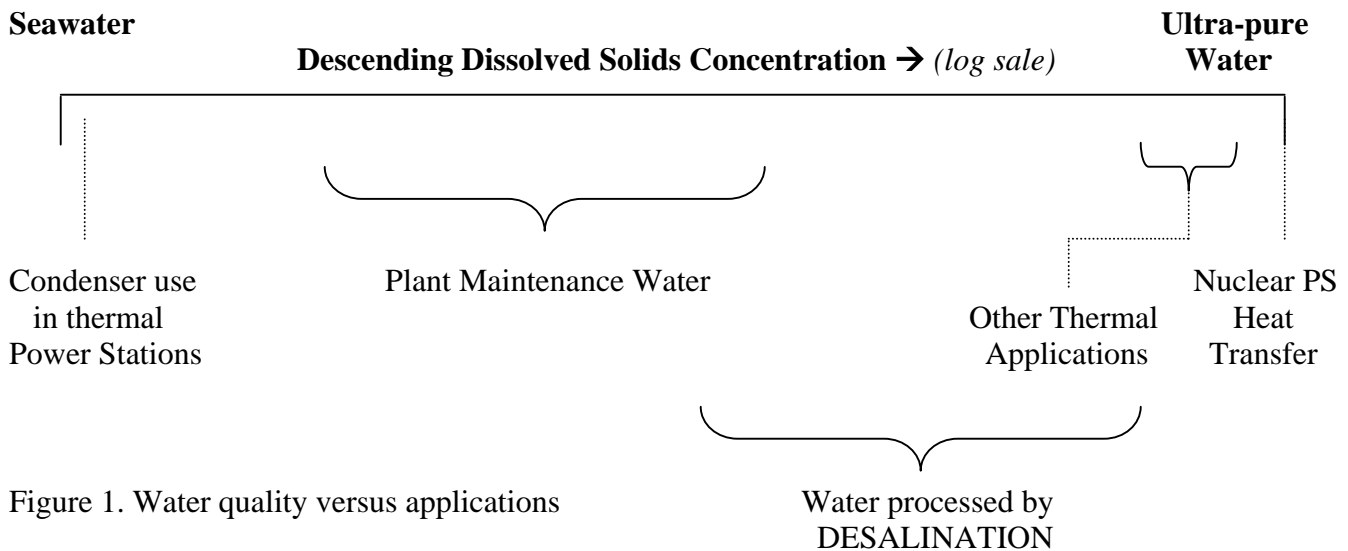 Seawater
Ultra-pure
Water
Descending Dissolved Solids Concentration → (log sale)
Condenser use
in thermal
Power Stations
Plant Maintenance Water
Other Thermal
Applications
Nuclear PS
Heat
Transfer
Figure 1. Water quality versus applications
Water processed by
DESALINATION